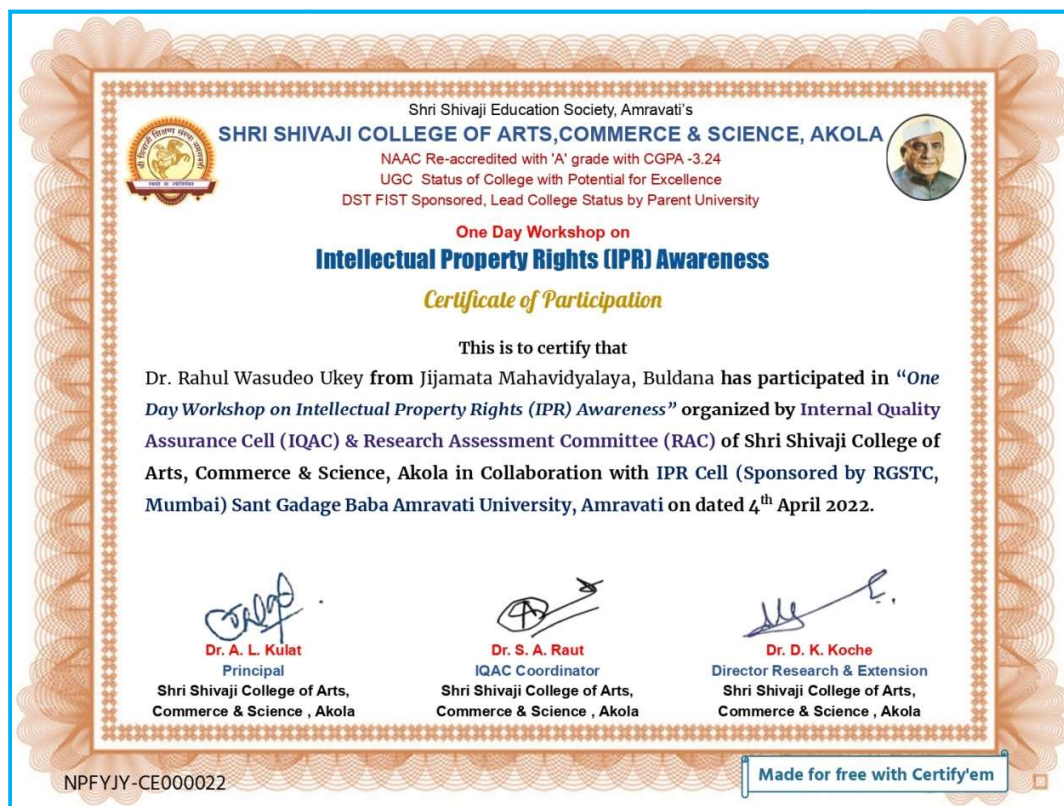 Shri Shivaji Education Society, Amravati's
SHRI SHIVAJI COLLEGE OF ARTS,COMMERCE & SCIENCE, AKOLA
NAAC Re-accredited with 'A' grade with CGPA -3.24
UGC Status of College with Potential for Excellence
DST FIST Sponsored, Lead College Status by Parent University
One Day Workshop on
Intellectual Property Rights (IPR) Awareness
Certificate of Participation
This is to certify that
Dr. Rahul Wasudeo Ukey from Jijamata Mahavidyalaya, Buldana has participated in “One
Day Workshop on Intellectual Property Rights (IPR) Awareness” organized by Internal Quality
Assurance Cell (IQAC) & Research Assessment Committee (RAC) of Shri Shivaji College of
Arts, Commerce & Science, Akola in Collaboration with IPR Cell (Sponsored by RGSTC,
Mumbai) Sant Gadage Baba Amravati University, Amravati on dated 4th April 2022.
Dr. A. L. Kulat
Principal
Shri Shivaji College of Arts,
Commerce & Science , Akola
Dr. S. A. Raut
IQAC Coordinator
Shri Shivaji College of Arts,
Commerce & Science , Akola
Dr. D. K. Koche
Director Research & Extension
Shri Shivaji College of Arts,
Commerce & Science , Akola
NPFYJY-CE000022
Made for free with Certify'em